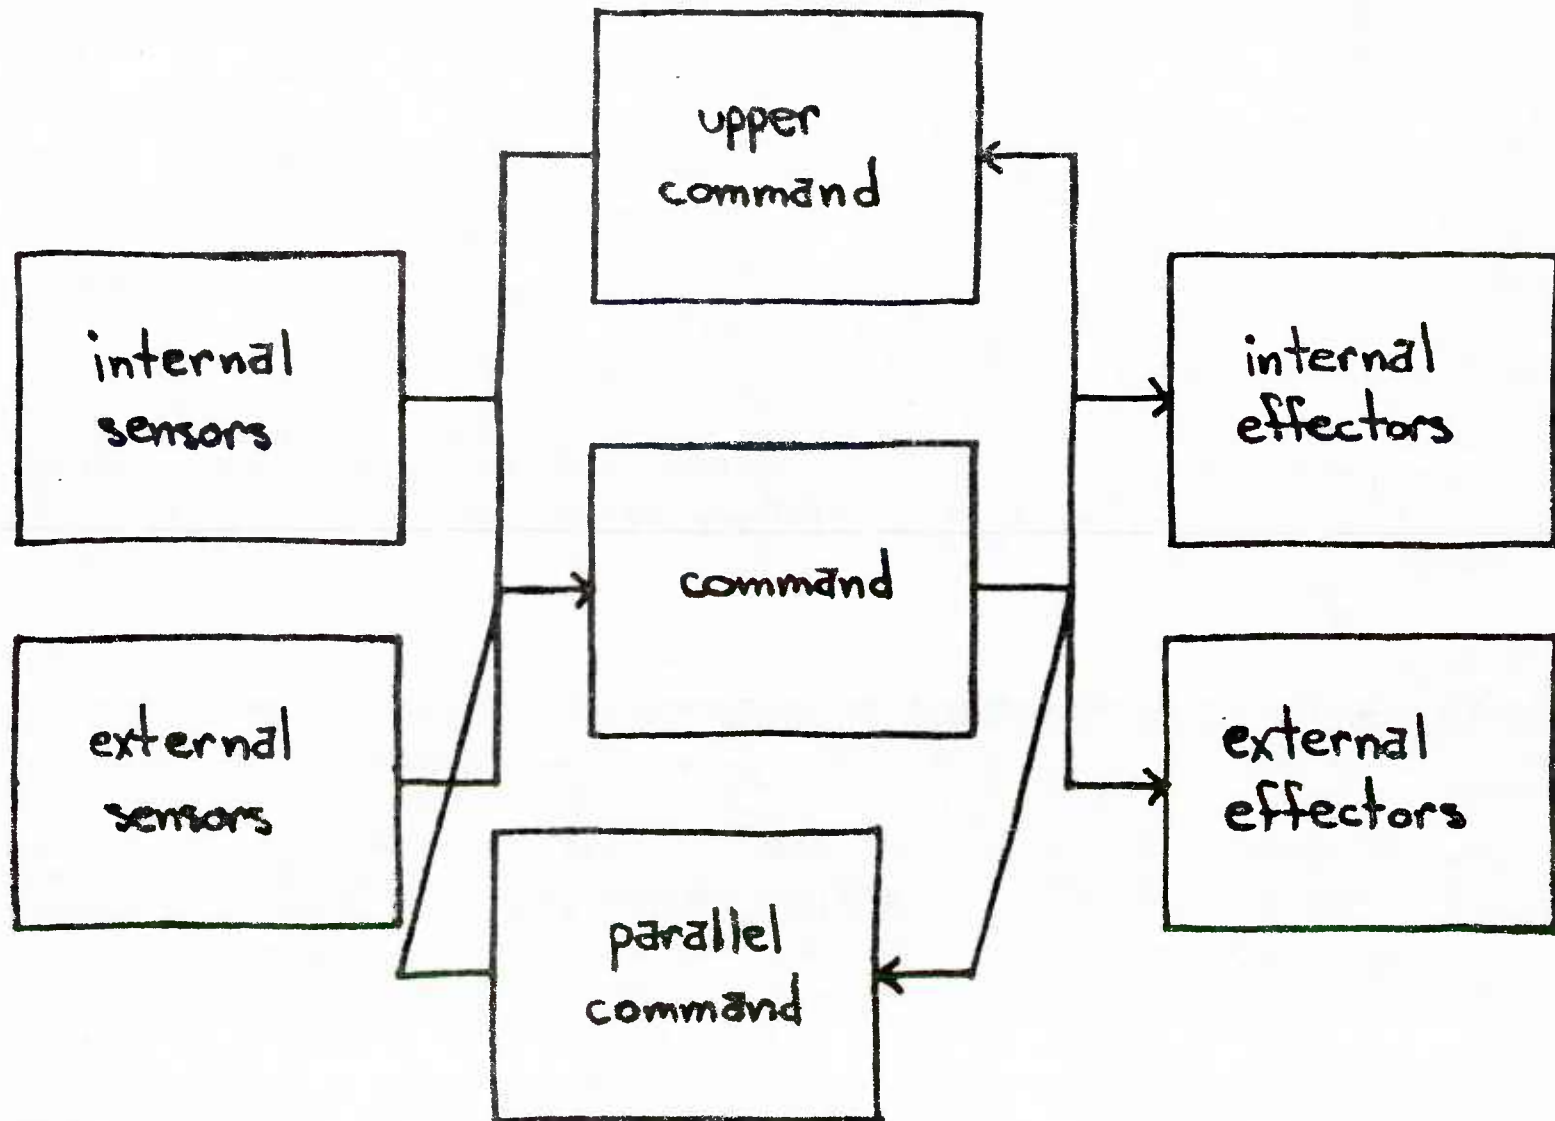 upper
command
internal
sensors
internal
effectors
command
external
sensors
external
effectors
parallel
command